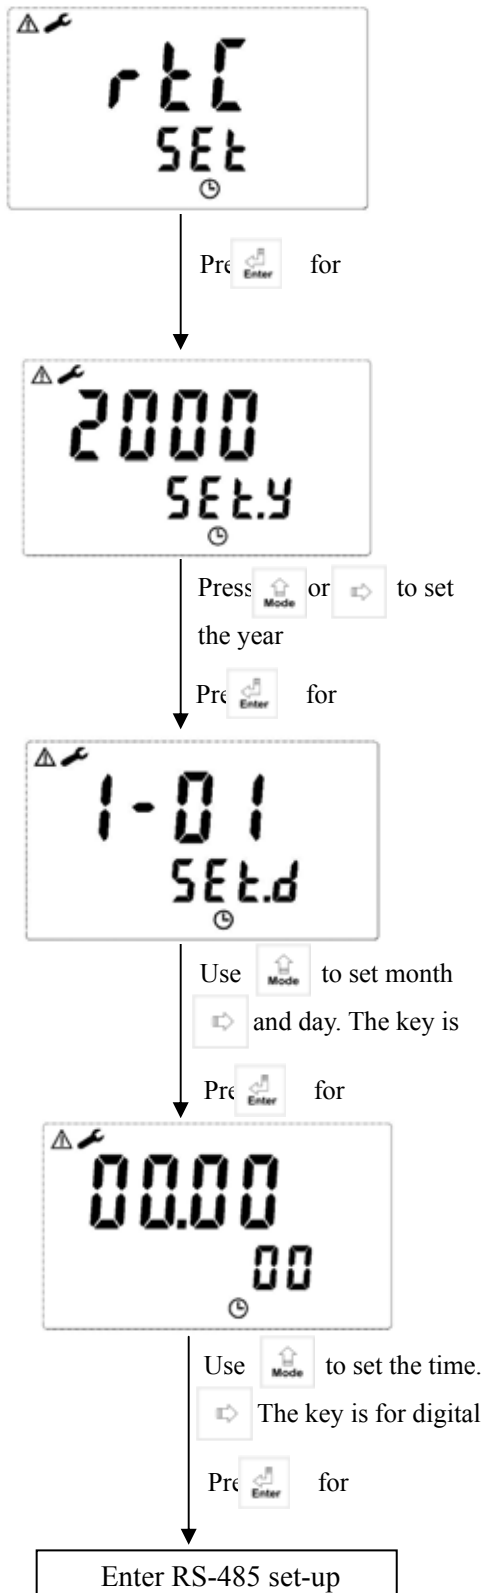 rtC
SEt
Pre Enter for
2000
SEt.y
Press Mode or to set
the year
Pre Enter for
1-01
SEt.d
Use Mode to set month
and day. The key is
Pre Enter for
00.00
00
Use Mode to set the time.
The key is for digital
Pre Enter for
Enter RS-485 set-up